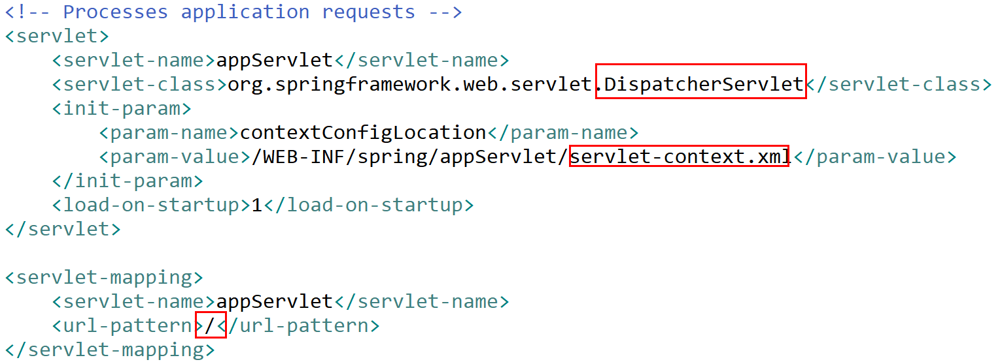 <!-- Processes application requests -->
<servlet>
    <servlet-name>appServlet</servlet-name>
    <servlet-class>org.springframework.web.servlet.DispatcherServlet</servlet-class>
    <init-param>
        <param-name>contextConfigLocation</param-name>
        <param-value>/WEB-INF/spring/appServlet/servlet-context.xml</param-value>
    </init-param>
    <load-on-startup>1</load-on-startup>
</servlet>

<servlet-mapping>
    <servlet-name>appServlet</servlet-name>
    <url-pattern>/</url-pattern>
</servlet-mapping>